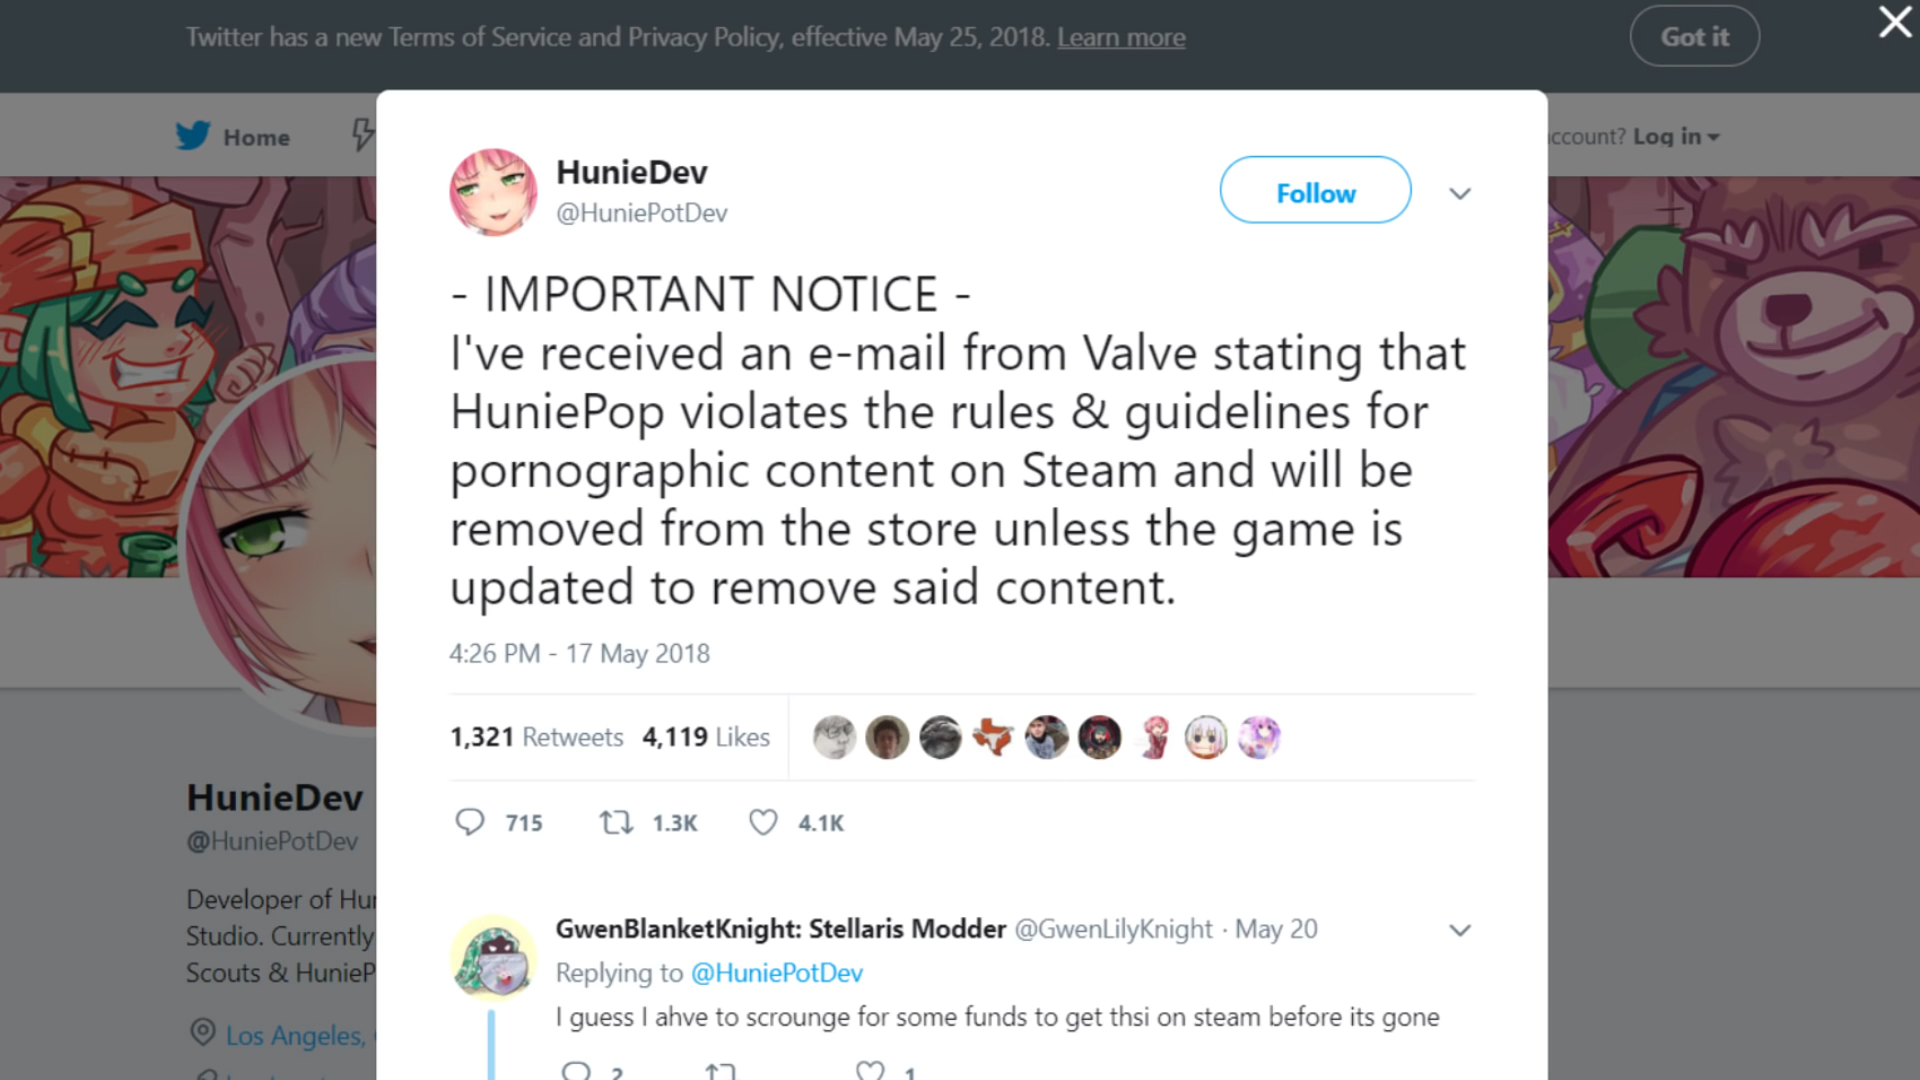 Twitter has a new Terms of Service and Privacy Policy, effective May 25, 2018. Learn more
Got it
Home
account? Log in
HunieDev
@HuniePotDev
Follow
- IMPORTANT NOTICE -
I've received an e-mail from Valve stating that
HuniePop violates the rules & guidelines for
pornographic content on Steam and will be
removed from the store unless the game is
updated to remove said content.
4:26 PM - 17 May 2018
1,321 Retweets 4,119 Likes
715 1.3K 4.1K
HunieDev
@HuniePotDev
Developer of
Studio. Currently
Scouts &
Los Angeles,
GwenBlanketKnight: Stellaris Modder @GwenLilyKnight · May 20
Replying to @HuniePotDev
I guess I ahve to scrounge for some funds to get thsi on steam before its gone
2 1